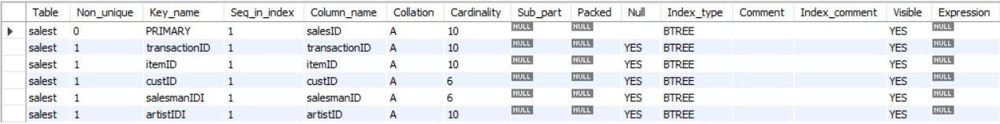 Table Non_unique Key_name Seq_in_index Column_name Collation Cardinality Sub_part Packed Null Index_type Comment Index_comment Visible Expression
salest 0 PRIMARY 1 salesID A 10 NULL NULL BTREE YES NULL
salest 1 transactionID 1 transactionID A 10 NULL NULL YES BTREE YES NULL
salest 1 itemID 1 itemID A 10 NULL NULL YES BTREE YES NULL
salest 1 custID 1 custID A 6 NULL NULL YES BTREE YES NULL
salest 1 salesmanIDI 1 salesmanID A 6 NULL NULL YES BTREE YES NULL
salest 1 artistIDI 1 artistID A 10 NULL NULL YES BTREE YES NULL